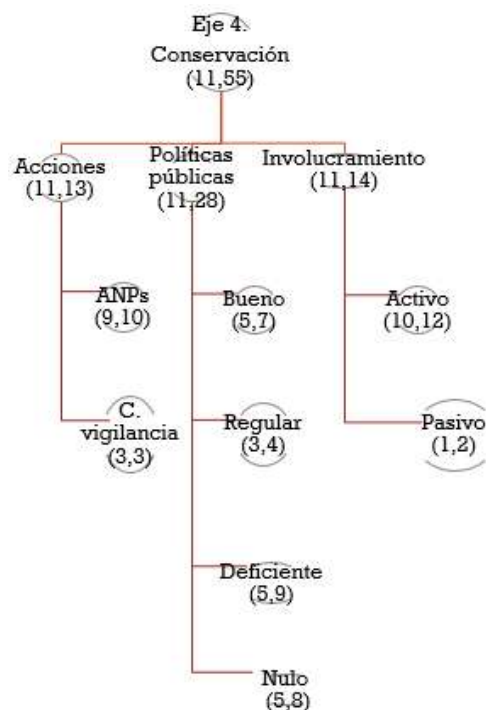 Eje 4.
Conservación
(11,55)
Acciones
(11,13)
Políticas
públicas
(11,28)
Involucramiento
(11,14)
ANPs
(9,10)
Bueno
(5,7)
Activo
(10,12)
C.
vigilancia
(3,3)
Regular
(3,4)
Pasivo
(1,2)
Deficiente
(5,9)
Nulo
(5,8)